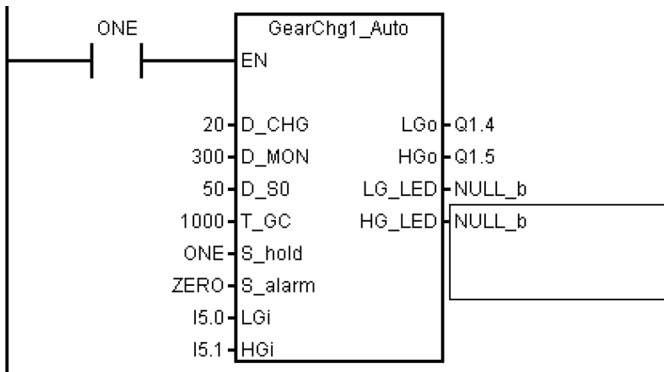 ONE
GearChg1_Auto
EN
20 D_CHG LGo Q1.4
300 D_MON HGo Q1.5
50 D_S0 LG_LED NULL_b
1000 T_GC HG_LED NULL_b
ONE S_hold
ZERO S_alarm
I5.0 LGi
I5.1 HGi